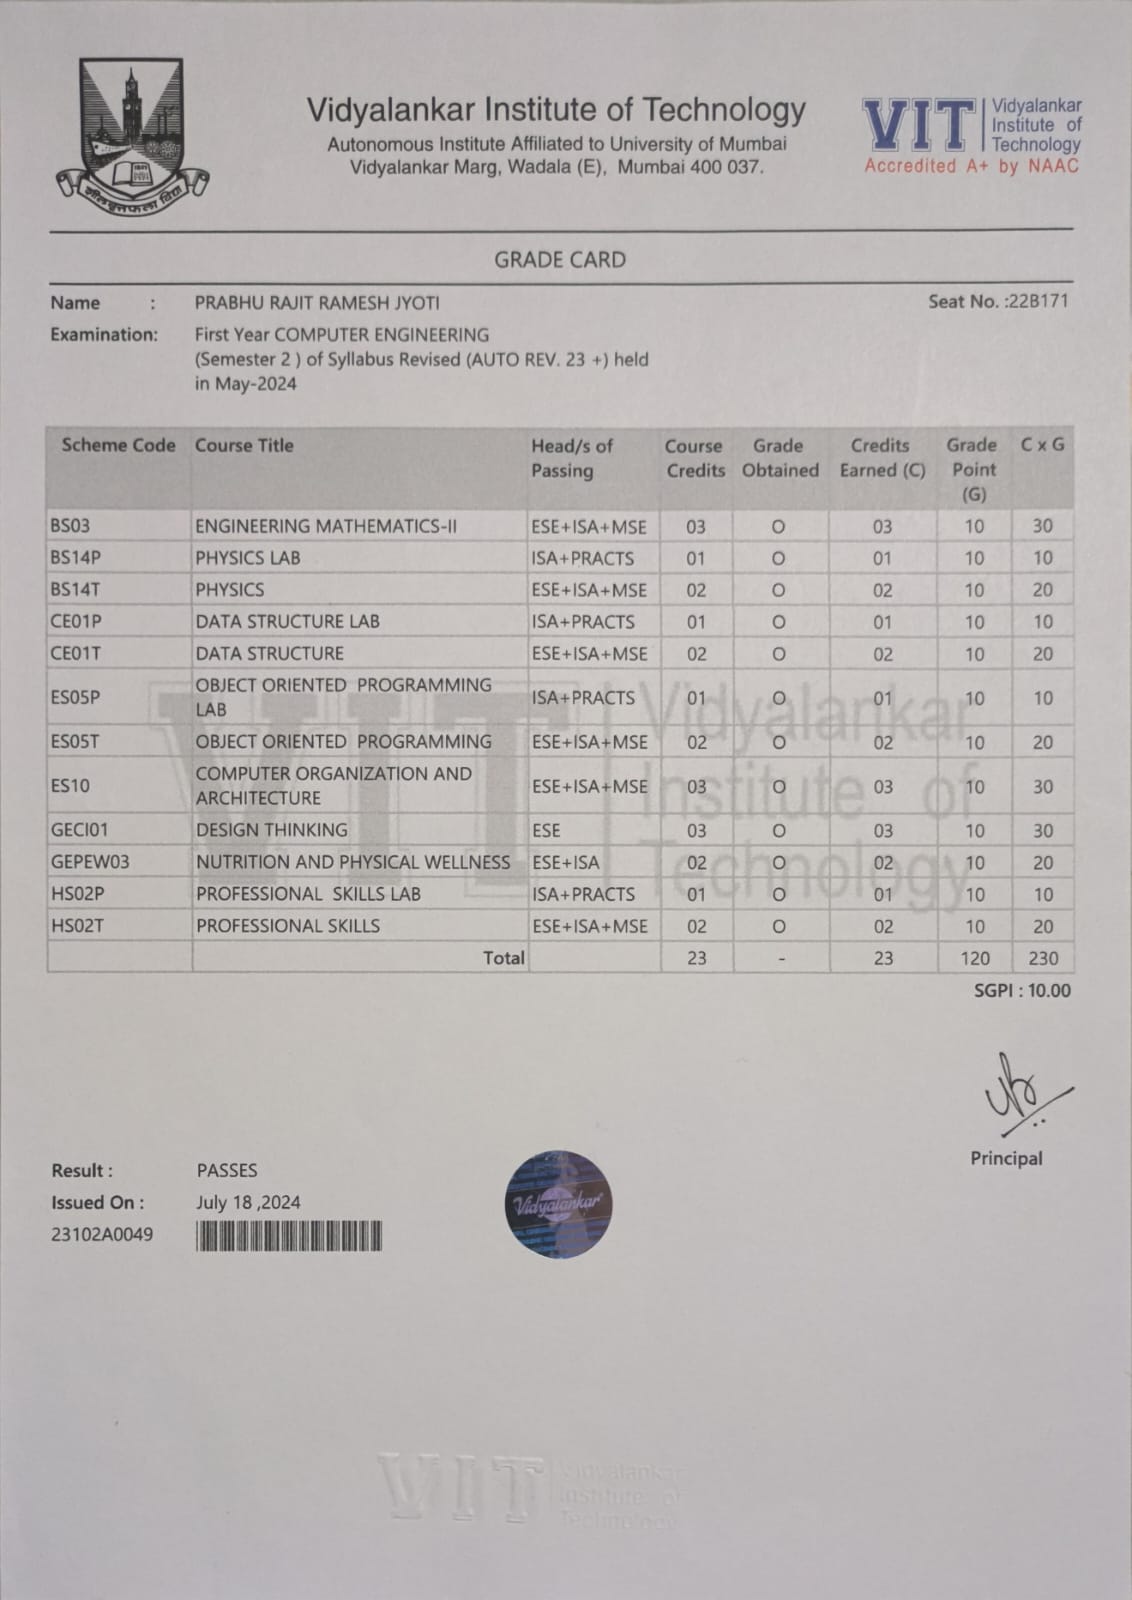 Vidyalankar Institute of Technology
Autonomous Institute Affiliated to University of Mumbai
Vidyalankar Marg, Wadala (E), Mumbai 400 037.
VIT Vidyalankar
Institute of
Technology
Accredited A+ by NAAC
GRADE CARD
Name : PRABHU RAJIT RAMESH JYOTI Seat No. :22B171
Examination: First Year COMPUTER ENGINEERING
(Semester 2 ) of Syllabus Revised (AUTO REV. 23 +) held
in May-2024
Scheme Code Course Title Head/s of Course Grade Credits Grade C x G
Passing Credits Obtained Earned (C) Point
(G)
BS03 ENGINEERING MATHEMATICS-II ESE+ISA+MSE 03 O 03 10 30
BS14P PHYSICS LAB ISA+PRACTS 01 O 01 10 10
BS14T PHYSICS ESE+ISA+MSE 02 O 02 10 20
CE01P DATA STRUCTURE LAB ISA+PRACTS 01 O 01 10 10
CE01T DATA STRUCTURE ESE+ISA+MSE 02 O 02 10 20
ES05P OBJECT ORIENTED PROGRAMMING
LAB ISA+PRACTS 01 O 01 10 10
ES05T OBJECT ORIENTED PROGRAMMING ESE+ISA+MSE 02 O 02 10 20
ES10 COMPUTER ORGANIZATION AND
ARCHITECTURE ESE+ISA+MSE 03 O 03 10 30
GECI01 DESIGN THINKING ESE 03 O 03 10 30
GEPEW03 NUTRITION AND PHYSICAL WELLNESS ESE+ISA 02 O 02 10 20
HS02P PROFESSIONAL SKILLS LAB ISA+PRACTS 01 O 01 10 10
HS02T PROFESSIONAL SKILLS ESE+ISA+MSE 02 O 02 10 20
Total 23 - 23 120 230
SGPI : 10.00
VIT Vidyalankar
Institute of
Technology
Principal
Result : PASSES
Issued On : July 18 ,2024
23102A0049
Vidyalankar
VIT Vidyalankar
Institute of
Technology